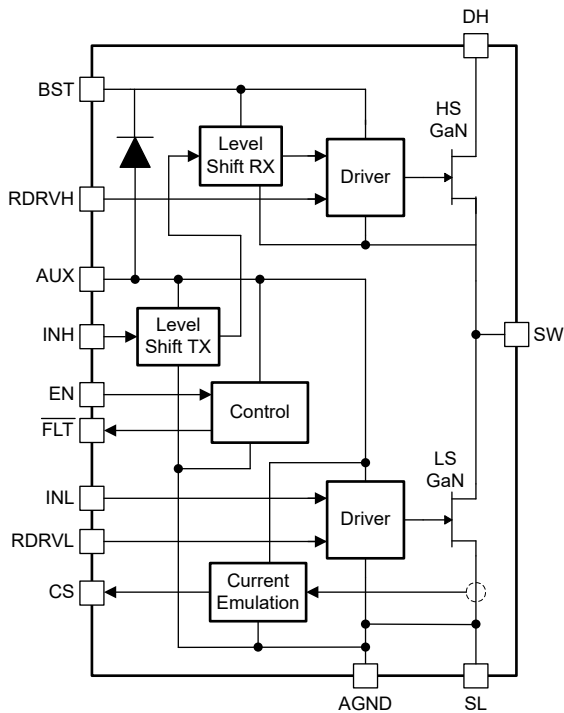 DH
BST
HS
GaN
Level
Shift RX
Driver
RDRVH
AUX
INH
Level
Shift TX
SW
EN
Control
FLT
LS
GaN
INL
Driver
RDRVL
CS
Current
Emulation
AGND
SL